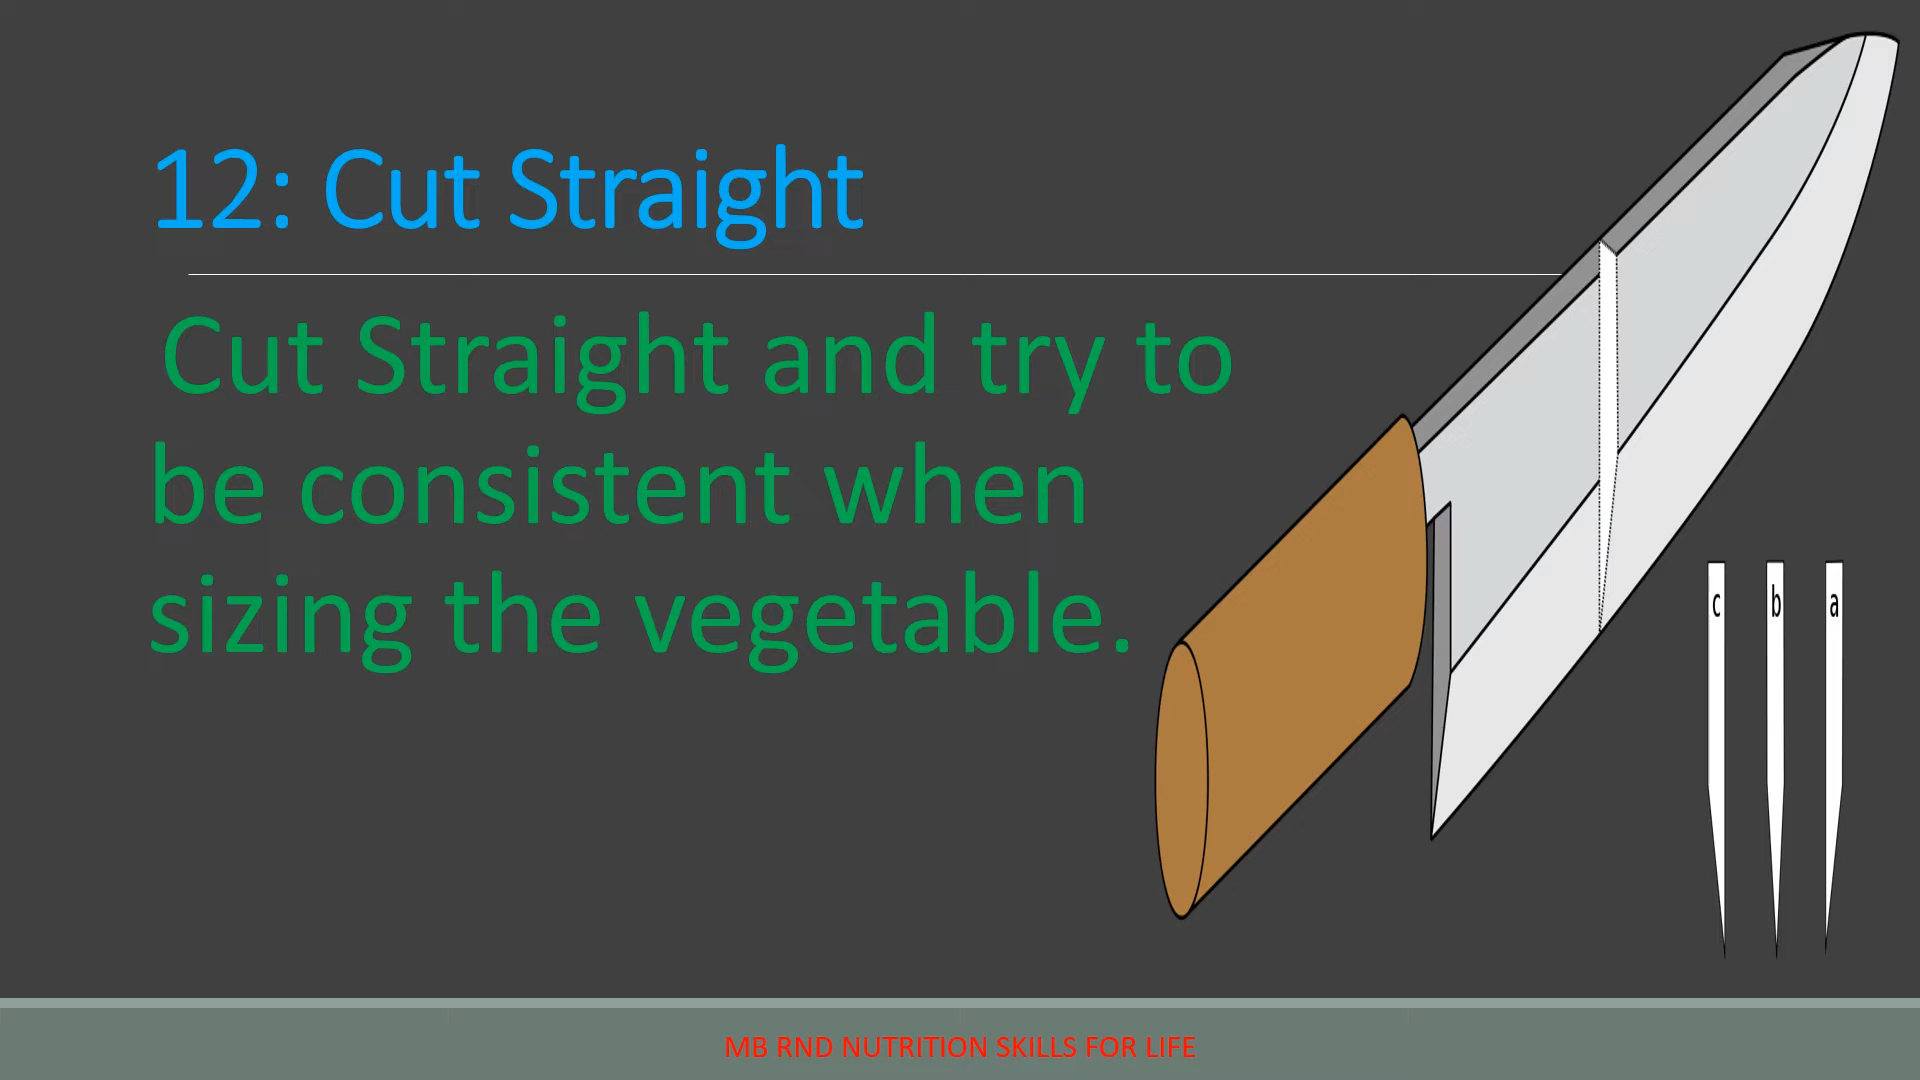 12: Cut Straight
Cut Straight and try to
be consistent when
sizing the vegetable.
c b a
MB RND NUTRITION SKILLS FOR LIFE